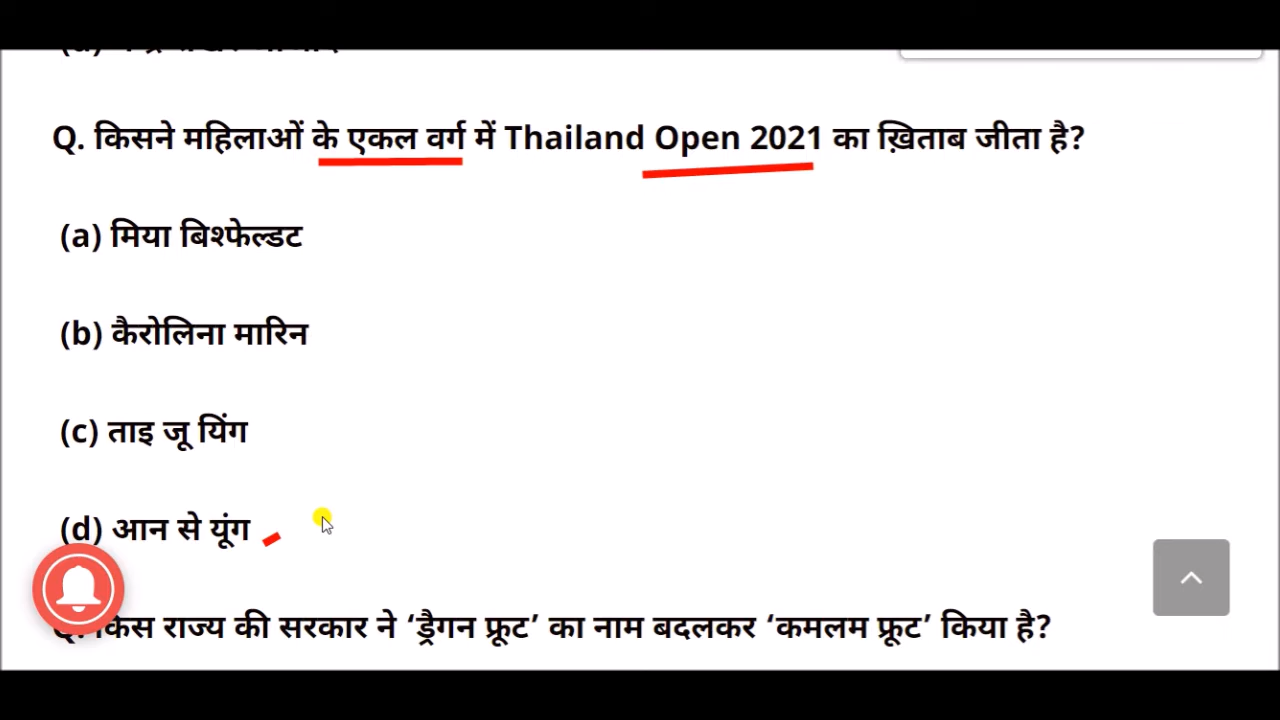 Q. किसने महिलाओं के एकल वर्ग में Thailand Open 2021 का ख़िताब जीता है?
(a) मिया बिश्फेल्डट
(b) कैरोलिना मारिन
(c) ताइ जू यिंग
(d) आन से यूंग
Q. किस राज्य की सरकार ने ‘ड्रैगन फ्रूट’ का नाम बदलकर ‘कमलम फ्रूट’ किया है?